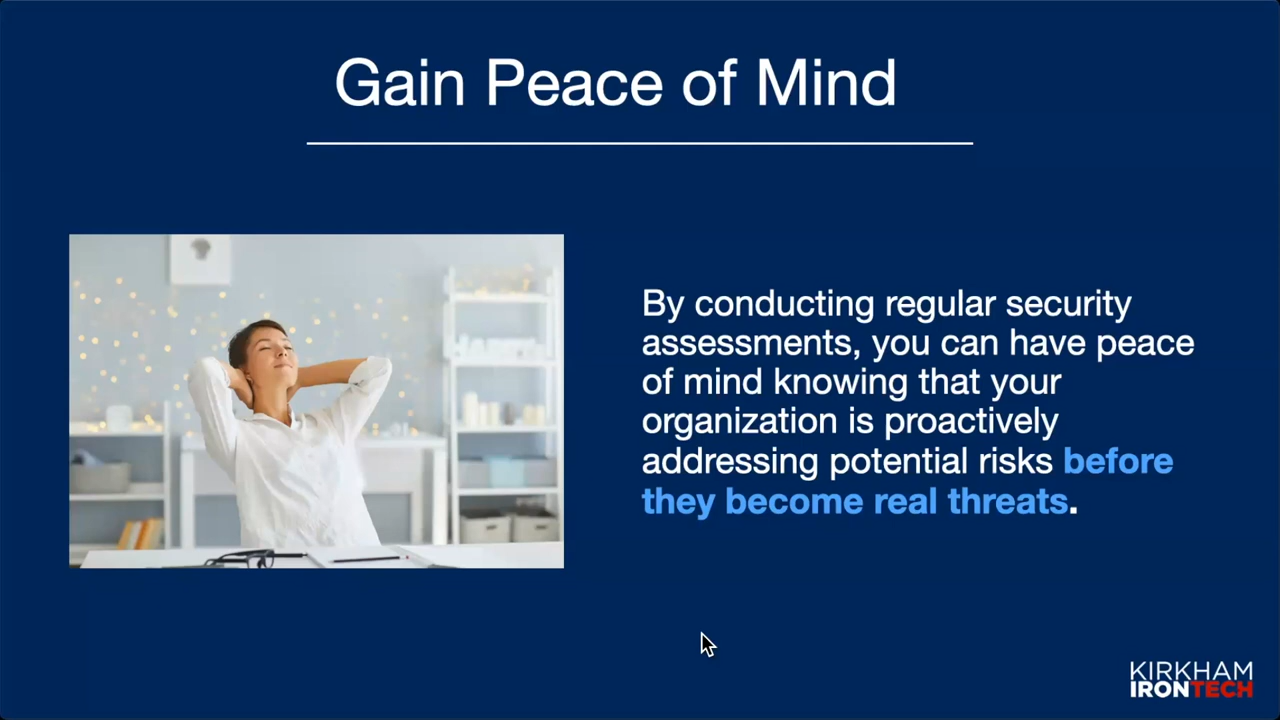 Gain Peace of Mind
By conducting regular security
assessments, you can have peace
of mind knowing that your
organization is proactively
addressing potential risks before
they become real threats.
KIRKHAM
IRONTECH